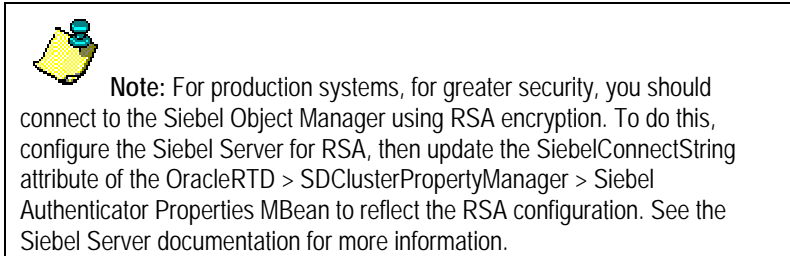 Note: For production systems, for greater security, you should
connect to the Siebel Object Manager using RSA encryption. To do this,
configure the Siebel Server for RSA, then update the SiebelConnectString
attribute of the OracleRTD > SDClusterPropertyManager > Siebel
Authenticator Properties MBean to reflect the RSA configuration. See the
Siebel Server documentation for more information.